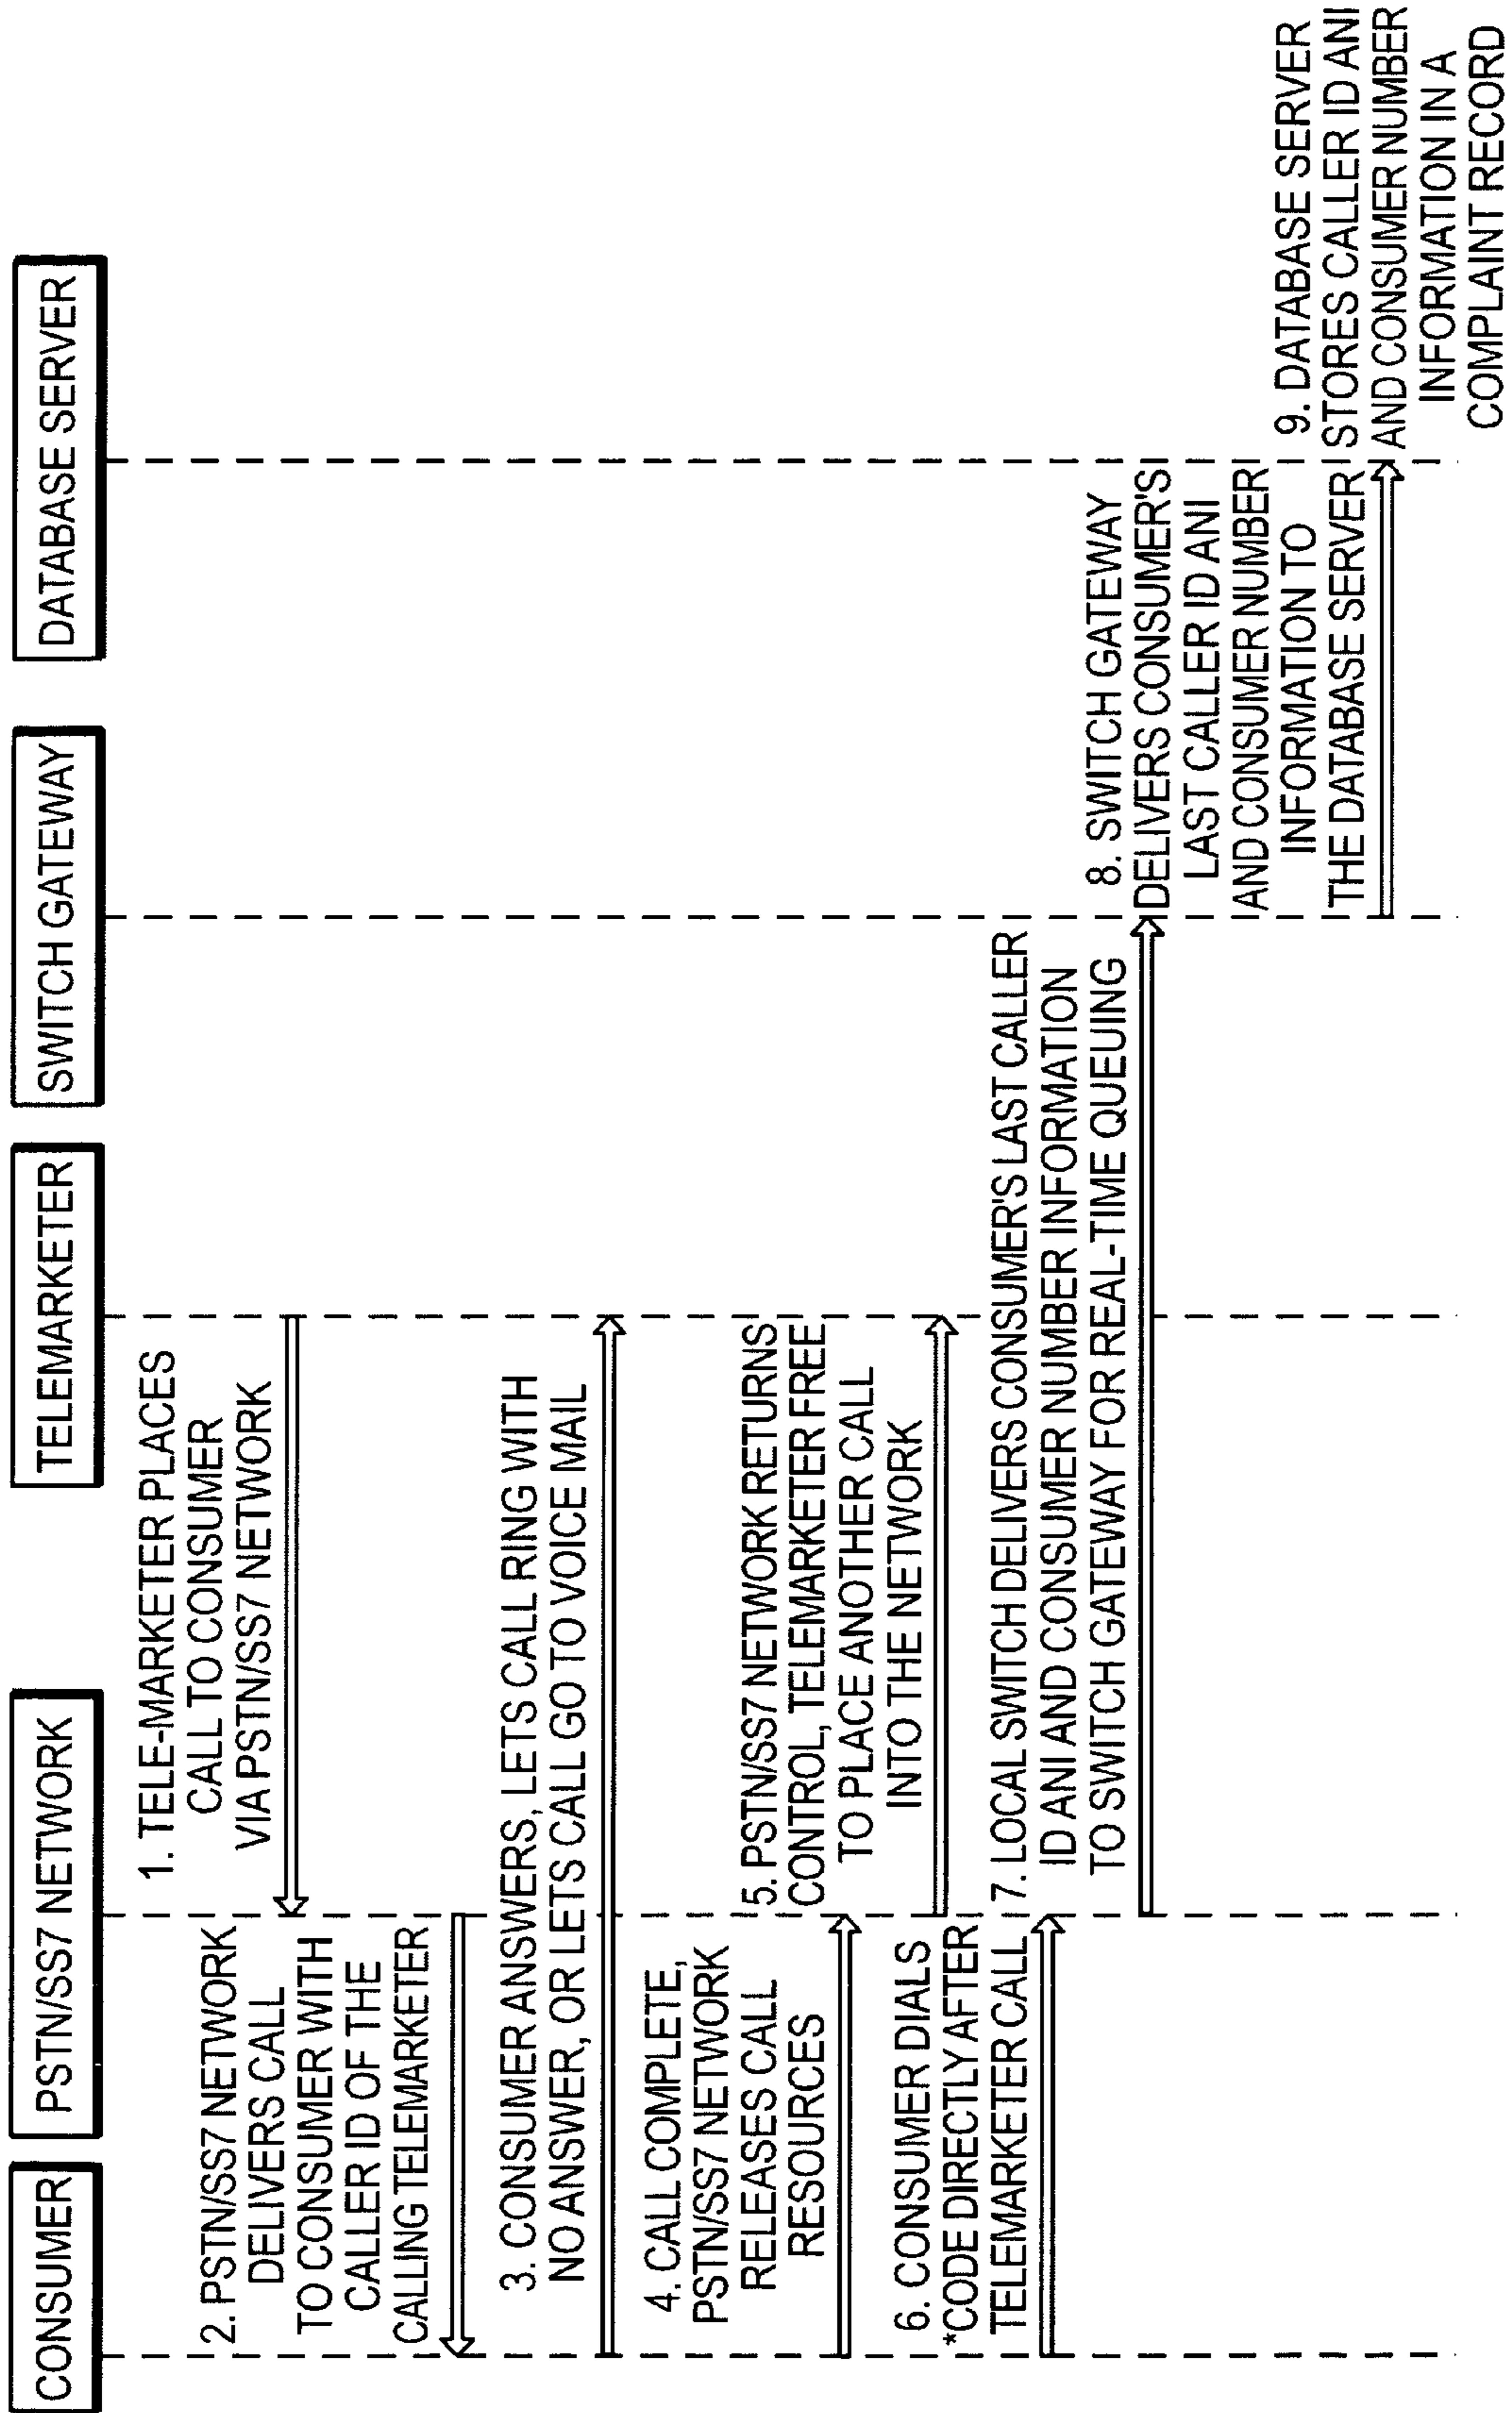 CONSUMER
PSTN/SS7 NETWORK
TELEMARKETER
SWITCH GATEWAY
DATABASE SERVER
1. TELE-MARKETER PLACES
CALL TO CONSUMER
VIA PSTN/SS7 NETWORK
2. PSTN/SS7 NETWORK
DELIVERS CALL
TO CONSUMER WITH
CALLER ID OF THE
CALLING TELEMARKETER
3. CONSUMER ANSWERS, LETS CALL RING WITH
NO ANSWER, OR LETS CALL GO TO VOICE MAIL
4. CALL COMPLETE,
PSTN/SS7 NETWORK
RELEASES CALL
RESOURCES
5. PSTN/SS7 NETWORK RETURNS
CONTROL, TELEMARKETER FREE
TO PLACE ANOTHER CALL
INTO THE NETWORK
6. CONSUMER DIALS
*CODE DIRECTLY AFTER
TELEMARKETER CALL
7. LOCAL SWITCH DELIVERS CONSUMER'S LAST CALLER
ID ANI AND CONSUMER NUMBER INFORMATION
TO SWITCH GATEWAY FOR REAL-TIME QUEUING
8. SWITCH GATEWAY
DELIVERS CONSUMER'S
LAST CALLER ID ANI
AND CONSUMER NUMBER
INFORMATION TO
THE DATABASE SERVER
9. DATABASE SERVER
STORES CALLER ID ANI
AND CONSUMER NUMBER
INFORMATION IN A
COMPLAINT RECORD